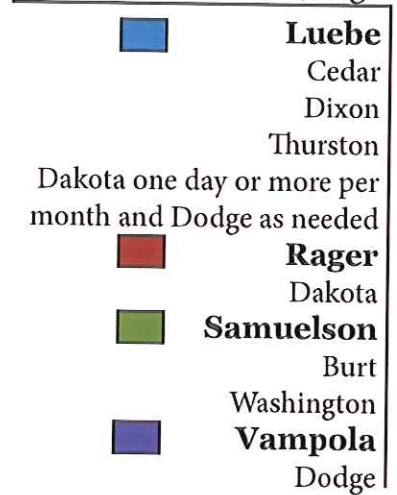 Luebe
Cedar
Dixon
Thurston
Dakota one day or more per
month and Dodge as needed
Rager
Dakota
Samuelson
Burt
Washington
Vampola
Dodge